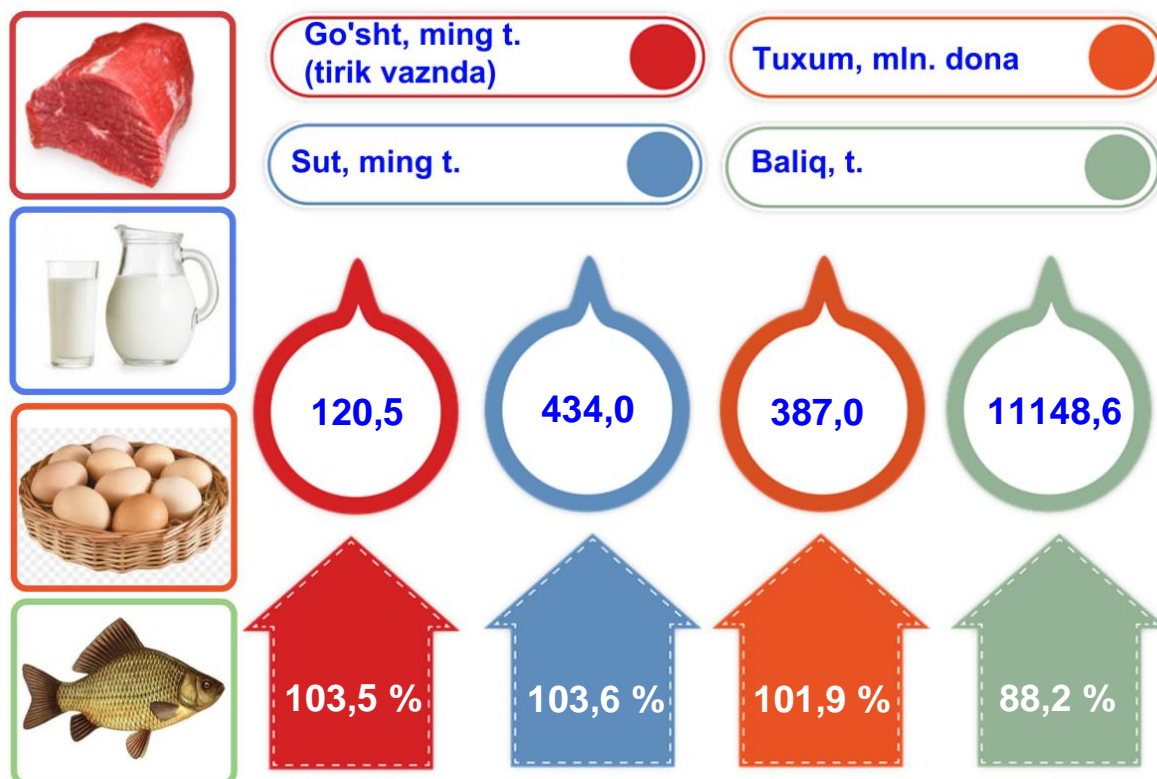 Go'sht, ming t.
(tirik vaznda)
Tuxum, mln. dona
Sut, ming t.
Baliq, t.
120,5
434,0
387,0
11148,6
103,5 %
103,6 %
101,9 %
88,2 %